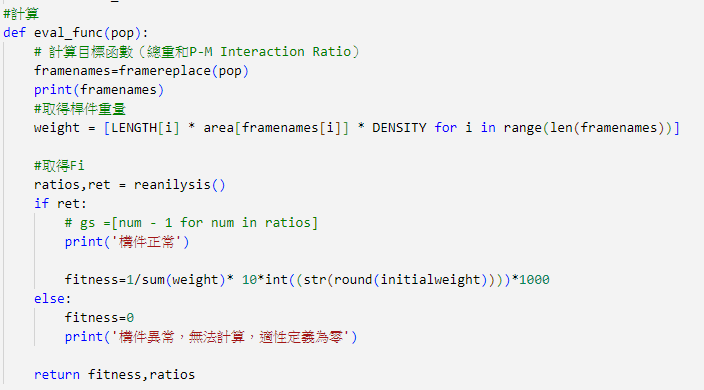 #計算
def eval_func(pop):
    # 計算目標函數（總重和P-M Interaction Ratio）
    framenames=framereplace(pop)
    print(framenames)
    #取得桿件重量
    weight = [LENGTH[i] * area[framenames[i]] * DENSITY for i in range(len(framenames))]
    #取得Fi
    ratios,ret = reanilysis()
    if ret:
        # gs =[num - 1 for num in ratios]
        print('構件正常')
        fitness=1/sum(weight)* 10*int((str(round(initialweight))))*1000
    else:
        fitness=0
        print('構件異常，無法計算，適性定義為零')
    return fitness,ratios